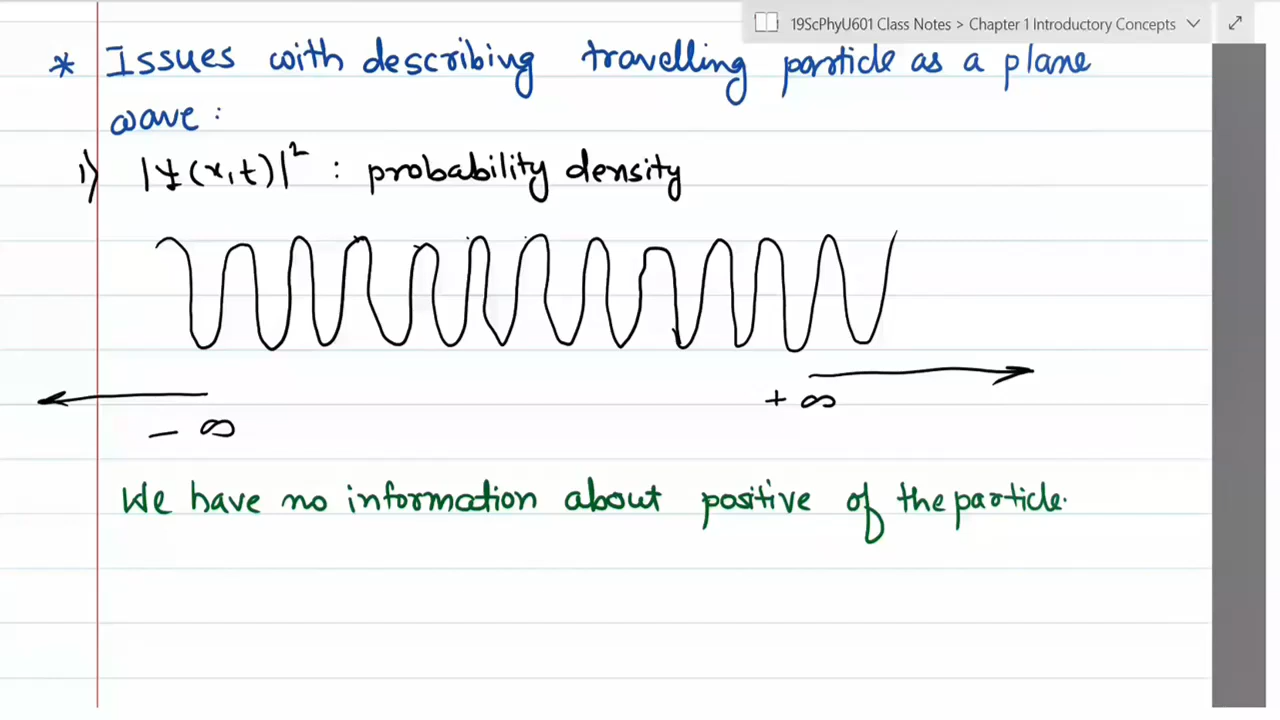 19ScPhyU601 Class Notes > Chapter 1 Introductory Concepts
* Issues with describing travelling particle as a plane
wave :
1) |Ψ(x,t)|² : probability density
- ∞
+ ∞
We have no information about positive of the particle.